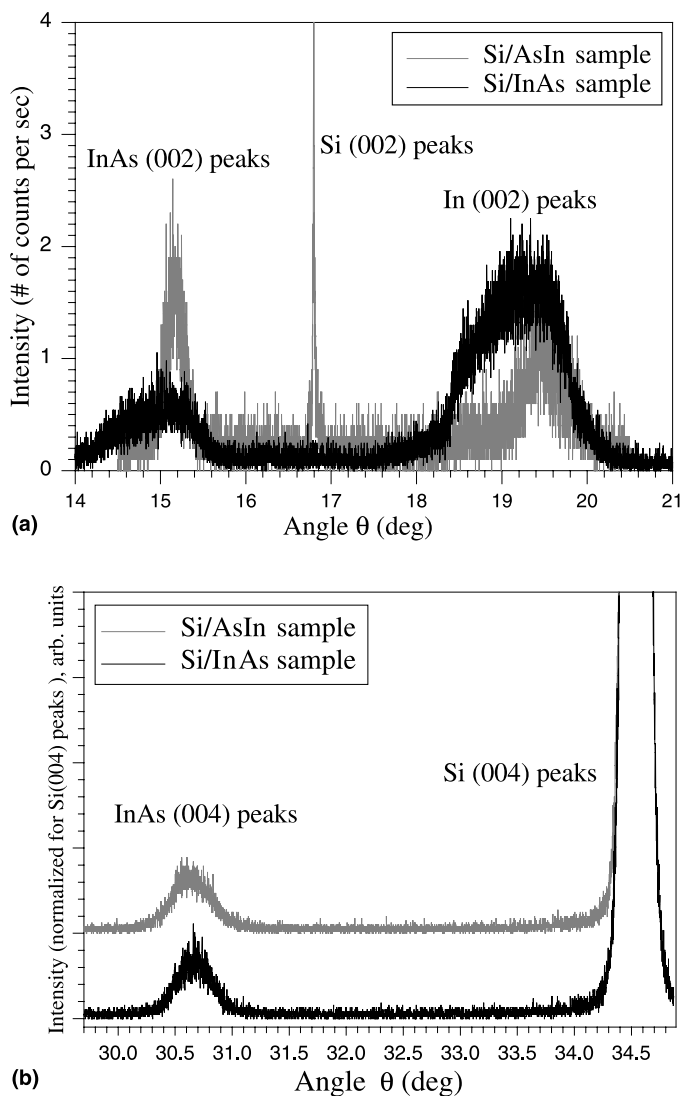 4
3
2
1
0
Intensity (# of counts per sec)
Si/AsIn sample
Si/InAs sample
InAs (002) peaks
Si (002) peaks
In (002) peaks
14 15 16 17 18 19 20 21
(a)
Angle θ (deg)
Intensity (normalized for Si(004) peaks ), arb. units
Si/AsIn sample
Si/InAs sample
Si (004) peaks
InAs (004) peaks
30.0 30.5 31.0 31.5 32.0 32.5 33.0 33.5 34.0 34.5
(b)
Angle θ (deg)